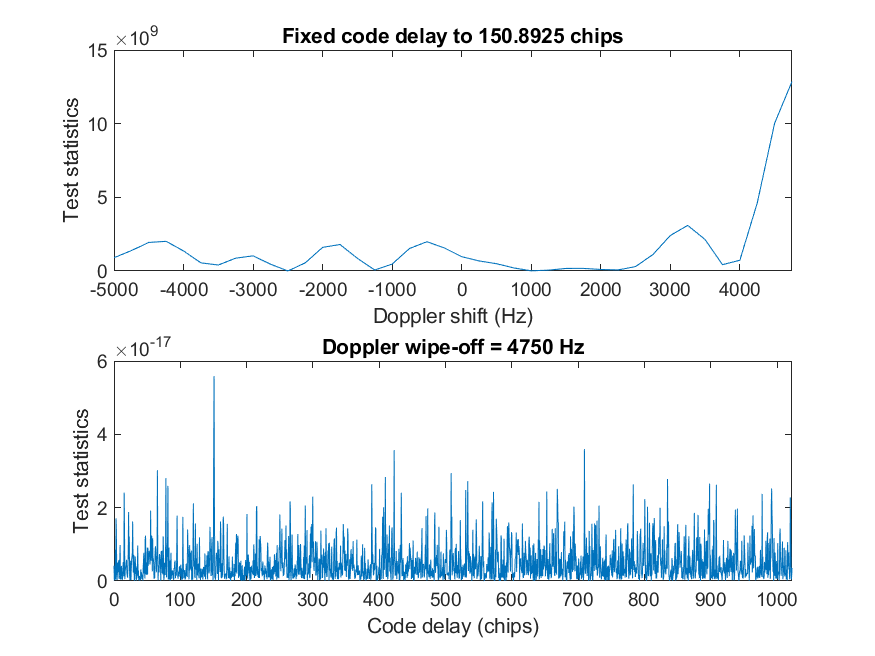 Fixed code delay to 150.8925 chips
×10⁹
15
10
5
0
Test statistics
-5000 -4000 -3000 -2000 -1000 0 1000 2000 3000 4000
Doppler shift (Hz)
Doppler wipe-off = 4750 Hz
×10⁻¹⁷
6
4
2
0
Test statistics
0 100 200 300 400 500 600 700 800 900 1000
Code delay (chips)